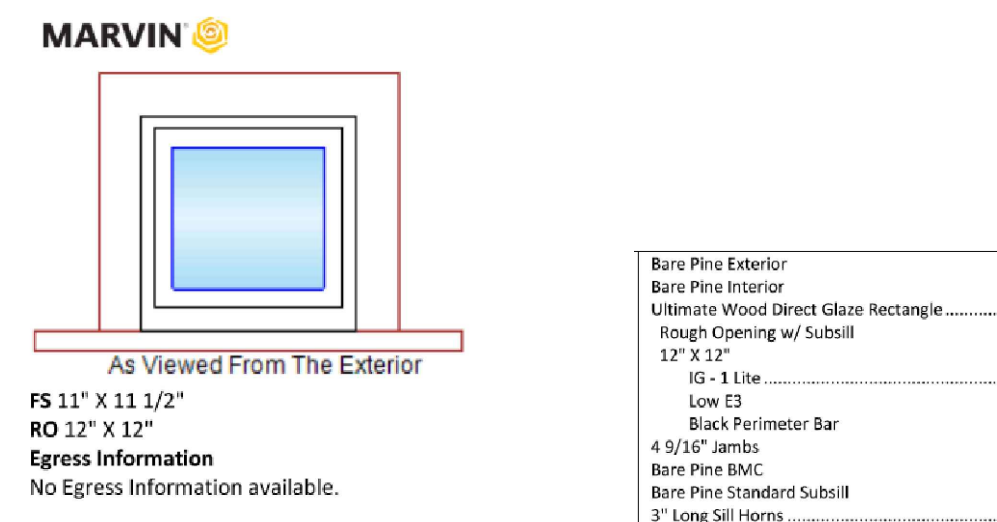 MARVIN
As Viewed From The Exterior
FS 11" X 11 1/2"
RO 12" X 12"
Egress Information
No Egress Information available.
Bare Pine Exterior
Bare Pine Interior
Ultimate Wood Direct Glaze Rectangle...........
Rough Opening w/ Subsill
12" X 12"
IG - 1 Lite..................................................
Low E3
Black Perimeter Bar
4 9/16" Jambs
Bare Pine BMC
Bare Pine Standard Subsill
3" Long Sill Horns.............................................